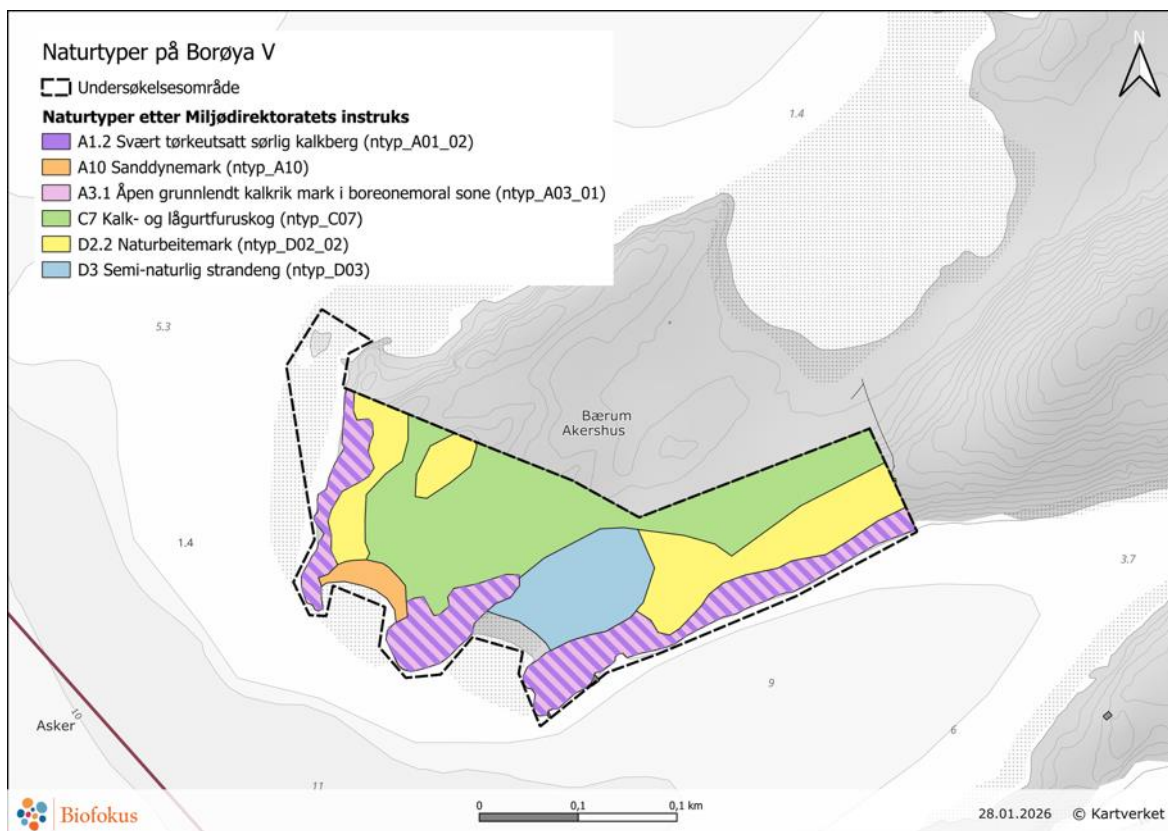 Naturtyper på Borøya V
Undersøkelsesområde
Naturtyper etter Miljødirektoratets instruks
A1.2 Svært tørkeutsatt sørlig kalkberg (ntyp_A01_02)
A10 Sanddynemark (ntyp_A10)
A3.1 Åpen grunnlendt kalkrik mark i boreonemoral sone (ntyp_A03_01)
C7 Kalk- og lågurtfuruskog (ntyp_C07)
D2.2 Naturbeitemark (ntyp_D02_02)
D3 Semi-naturlig strandeng (ntyp_D03)
N
1.4
5.3
Bærum
Akershus
1.4
3.7
9
6
Asker
10
11
Biofokus
0 0,1 0,1 km
28.01.2026 © Kartverket